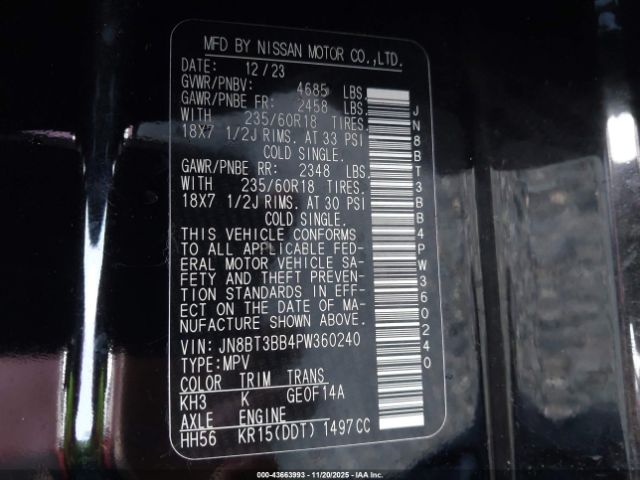 MFD BY NISSAN MOTOR CO.,LTD.
DATE: 12/23
GVWR/PNBV: 4685 LBS.
GAWR/PNBE FR: 2458 LBS.
WITH 235/60R18 TIRES.
18X7 1/2J RIMS. AT 33 PSI
COLD SINGLE.
GAWR/PNBE RR: 2348 LBS.
WITH 235/60R18 TIRES.
18X7 1/2J RIMS. AT 30 PSI
COLD SINGLE.
THIS VEHICLE CONFORMS
TO ALL APPLICABLE FED-
ERAL MOTOR VEHICLE SA-
FETY AND THEFT PREVEN-
TION STANDARDS IN EFF-
ECT ON THE DATE OF MA-
NUFACTURE SHOWN ABOVE.
VIN: JN8BT3BB4PW360240
TYPE:MPV
COLOR TRIM TRANS
KH3 K GE0F14A
AXLE ENGINE
HH56 KR15(DDT) 1497CC
JN8BT3BB4PW360240
000-43663993 - 11/20/2025 - IAAI.CA